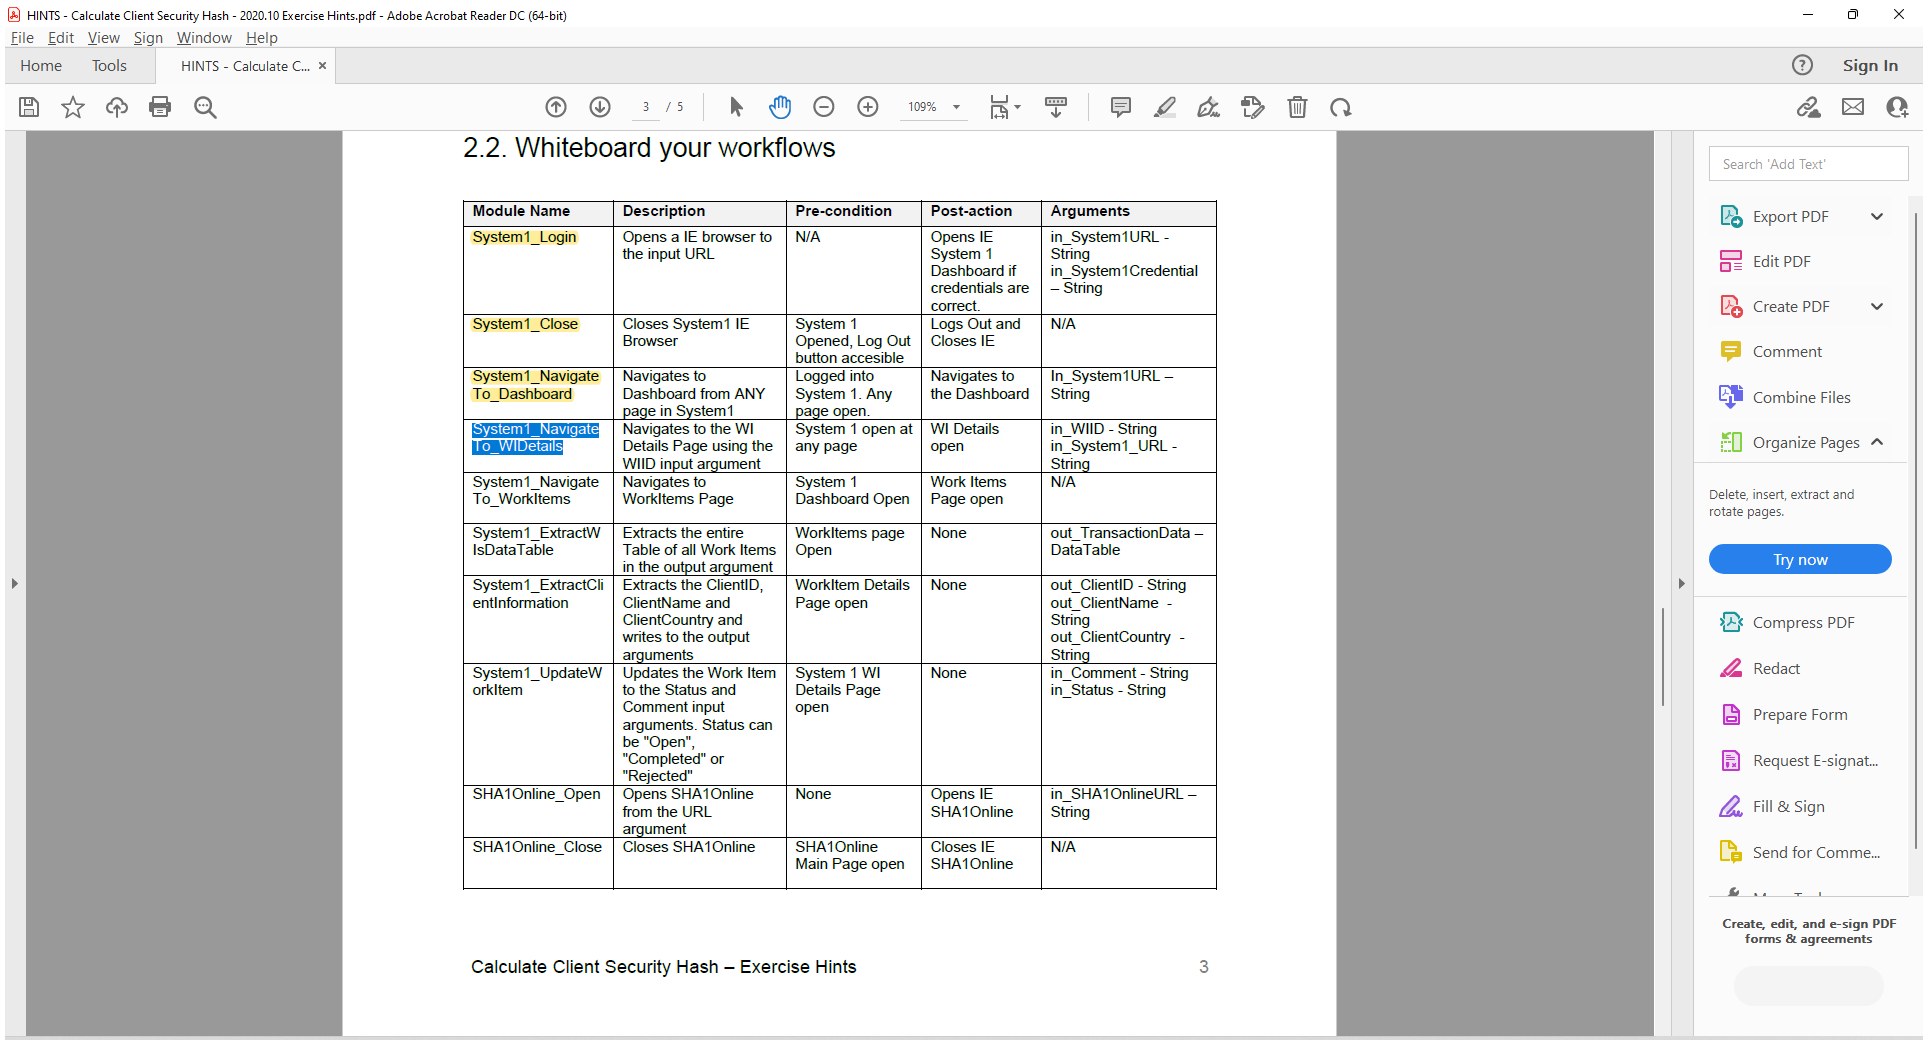 HINTS - Calculate Client Security Hash - 2020.10 Exercise Hints.pdf - Adobe Acrobat Reader DC (64-bit)
File Edit View Sign Window Help
Home Tools HINTS - Calculate C... × Sign In
3 / 5 109%
2.2. Whiteboard your workflows
Module Name Description Pre-condition Post-action Arguments
System1_Login Opens a IE browser to N/A Opens IE in_System1URL -
the input URL System 1 String
Dashboard if in_System1Credential
credentials are – String
correct.
System1_Close Closes System1 IE System 1 Logs Out and N/A
Browser Opened, Log Out Closes IE
button accesible
System1_Navigate Navigates to Logged into Navigates to In_System1URL –
To_Dashboard Dashboard from ANY System 1. Any the Dashboard String
page in System1 page open.
System1_Navigate Navigates to the WI System 1 open at WI Details in_WIID - String
To_WIDetails Details Page using the any page open in_System1_URL -
WIID input argument String
System1_Navigate Navigates to System 1 Work Items N/A
To_WorkItems WorkItems Page Dashboard Open Page open
System1_ExtractW Extracts the entire WorkItems page None out_TransactionData –
IsDataTable Table of all Work Items Open DataTable
in the output argument
System1_ExtractCli Extracts the ClientID, WorkItem Details None out_ClientID - String
entInformation ClientName and Page open out_ClientName -
ClientCountry and String
writes to the output out_ClientCountry -
arguments String
System1_UpdateW Updates the Work Item System 1 WI None in_Comment - String
orkItem to the Status and Details Page in_Status - String
Comment input open
arguments. Status can
be "Open",
"Completed" or
"Rejected"
SHA1Online_Open Opens SHA1Online None Opens IE in_SHA1OnlineURL –
from the URL SHA1Online String
argument
SHA1Online_Close Closes SHA1Online SHA1Online Closes IE N/A
Main Page open SHA1Online
Calculate Client Security Hash – Exercise Hints 3
Search 'Add Text'
Export PDF
Edit PDF
Create PDF
Comment
Combine Files
Organize Pages
Delete, insert, extract and
rotate pages.
Try now
Compress PDF
Redact
Prepare Form
Request E-signat...
Fill & Sign
Send for Comme...
Create, edit, and e-sign PDF
forms & agreements